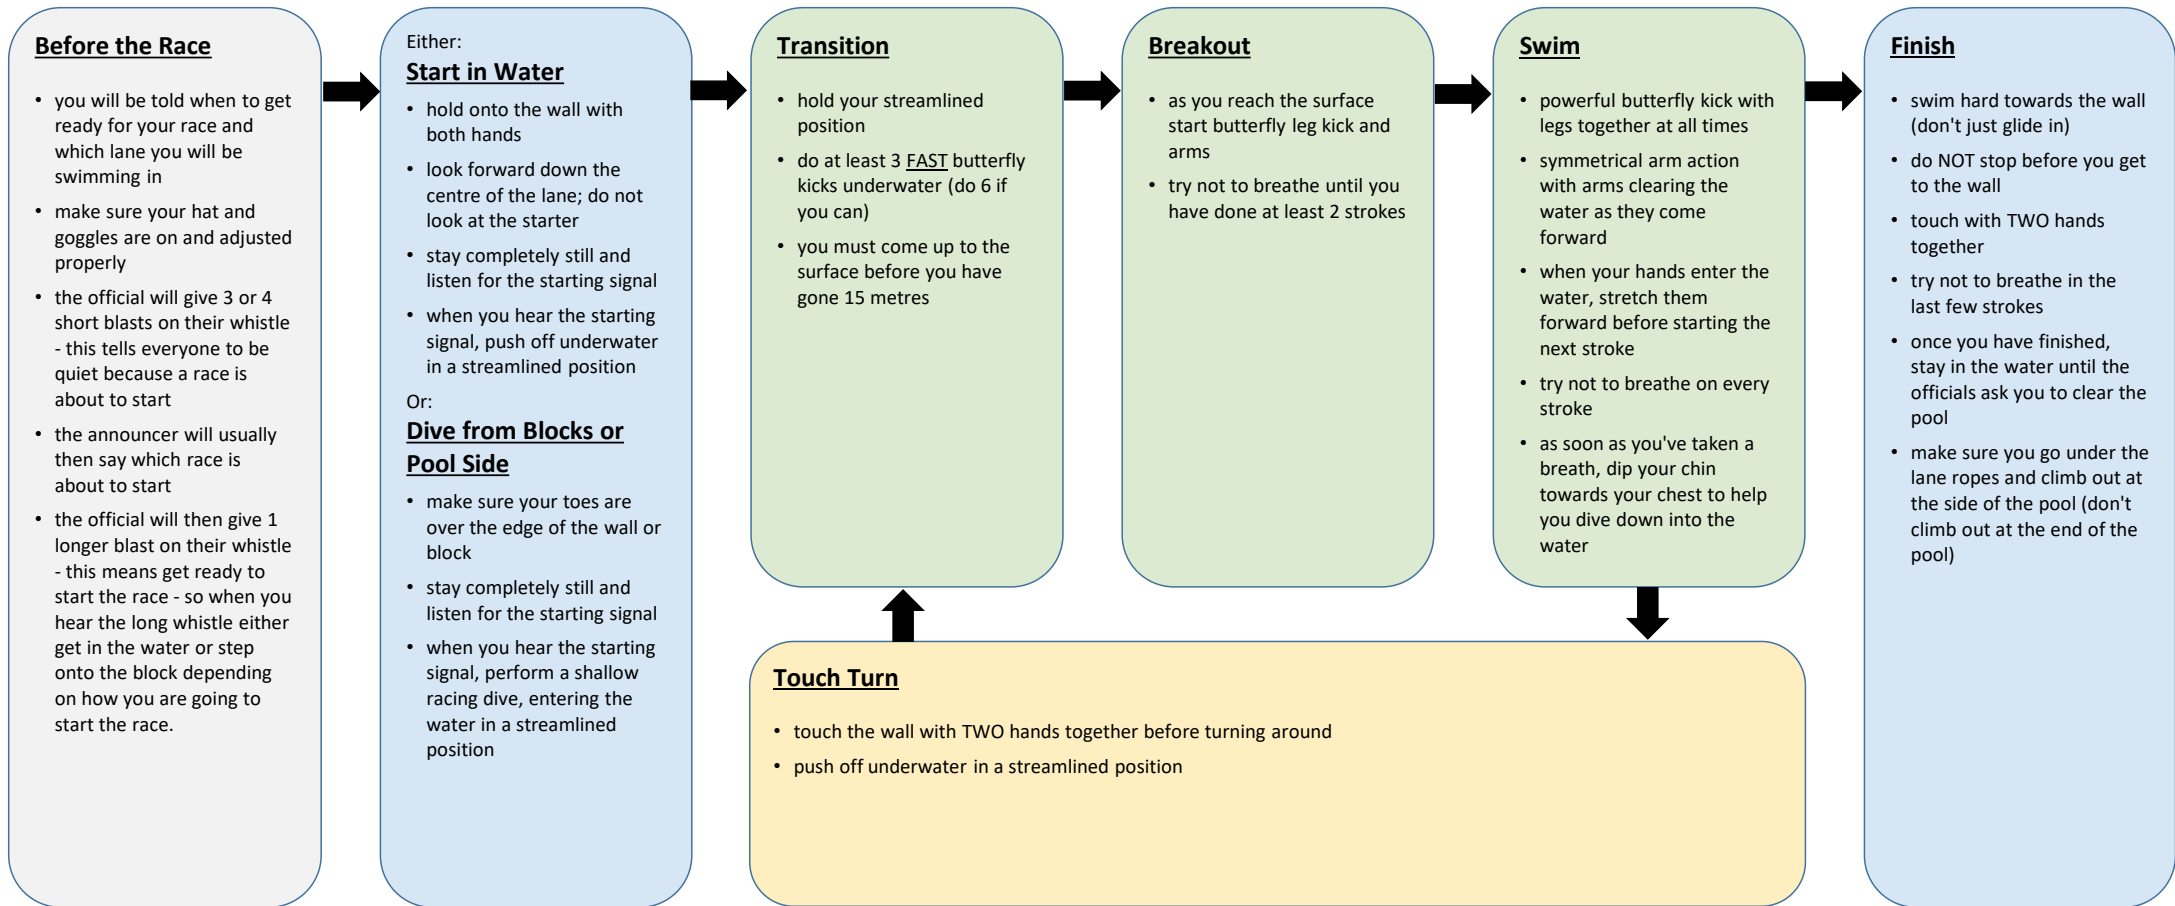 Before the Race
• you will be told when to get
ready for your race and
which lane you will be
swimming in
• make sure your hat and
goggles are on and adjusted
properly
• the official will give 3 or 4
short blasts on their whistle
- this tells everyone to be
quiet because a race is
about to start
• the announcer will usually
then say which race is
about to start
• the official will then give 1
longer blast on their whistle
- this means get ready to
start the race - so when you
hear the long whistle either
get in the water or step
onto the block depending
on how you are going to
start the race.
Either:
Start in Water
• hold onto the wall with
both hands
• look forward down the
centre of the lane; do not
look at the starter
• stay completely still and
listen for the starting signal
• when you hear the starting
signal, push off underwater
in a streamlined position
Or:
Dive from Blocks or
Pool Side
• make sure your toes are
over the edge of the wall or
block
• stay completely still and
listen for the starting signal
• when you hear the starting
signal, perform a shallow
racing dive, entering the
water in a streamlined
position
Transition
• hold your streamlined
position
• do at least 3 FAST butterfly
kicks underwater (do 6 if
you can)
• you must come up to the
surface before you have
gone 15 metres
Breakout
• as you reach the surface
start butterfly leg kick and
arms
• try not to breathe until you
have done at least 2 strokes
Swim
• powerful butterfly kick with
legs together at all times
• symmetrical arm action
with arms clearing the
water as they come
forward
• when your hands enter the
water, stretch them
forward before starting the
next stroke
• try not to breathe on every
stroke
• as soon as you've taken a
breath, dip your chin
towards your chest to help
you dive down into the
water
Touch Turn
• touch the wall with TWO hands together before turning around
• push off underwater in a streamlined position
Finish
• swim hard towards the wall
(don't just glide in)
• do NOT stop before you get
to the wall
• touch with TWO hands
together
• try not to breathe in the
last few strokes
• once you have finished,
stay in the water until the
officials ask you to clear the
pool
• make sure you go under the
lane ropes and climb out at
the side of the pool (don't
climb out at the end of the
pool)